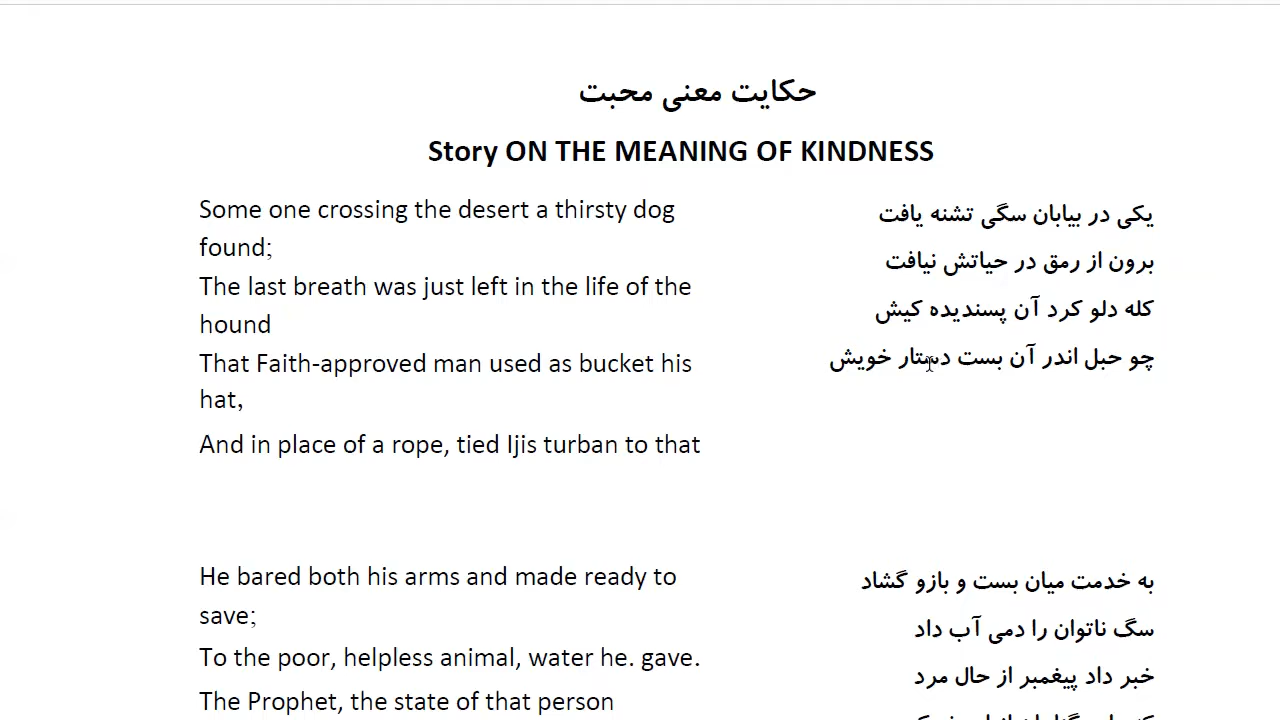 حکایت معنی محبت
Story ON THE MEANING OF KINDNESS
Some one crossing the desert a thirsty dog
found;
The last breath was just left in the life of the
hound
That Faith-approved man used as bucket his
hat,
And in place of a rope, tied Ijis turban to that
یکی در بیابان سگی تشنه یافت
برون از رمق در حیاتش نیافت
کله دلو کرد آن پسندیده کیش
چو حبل اندر آن بست دستار خویش
He bared both his arms and made ready to
save;
To the poor, helpless animal, water he. gave.
The Prophet, the state of that person
به خدمت میان بست و بازو گشاد
سگ ناتوان را دمی آب داد
خبر داد پیغمبر از حال مرد